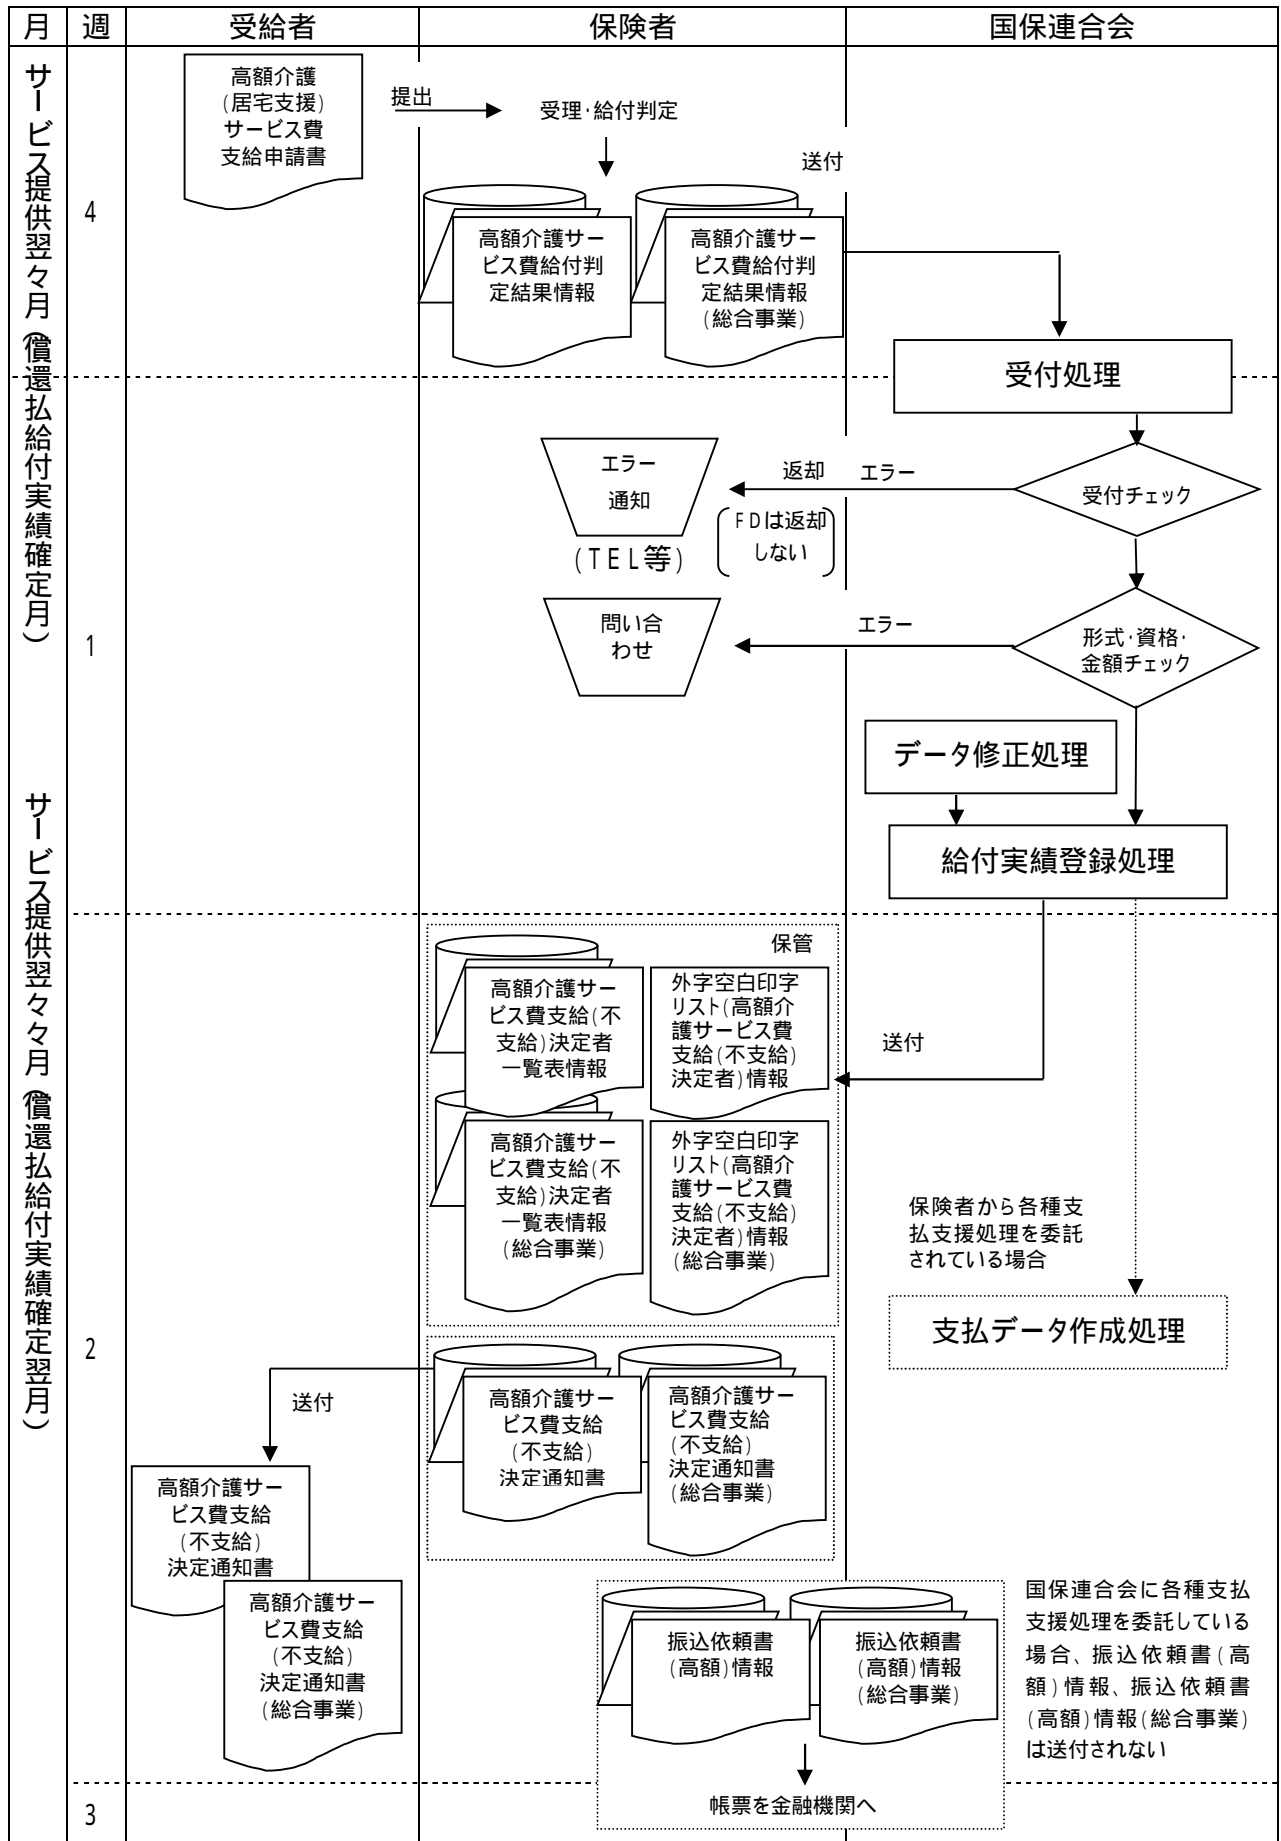 月
週
受給者
保険者
国保連合会
サービス提供翌々月(償還払給付実績確定月)
4
高額介護
(居宅支援)
サービス費
支給申請書
提出
受理・給付判定
送付
高額介護サー
ビス費給付判
定結果情報
高額介護サー
ビス費給付判
定結果情報
(総合事業)
受付処理
1
エラー
通知
(TEL等)
返却
エラー
FDは返却
しない
受付チェック
問い合
わせ
エラー
形式・資格・
金額チェック
データ修正処理
給付実績登録処理
サービス提供翌々々月(償還払給付実績確定翌月)
2
保管
高額介護サー
ビス費支給(不
支給)決定者
一覧表情報
外字空白印字
リスト(高額介
護サービス費
支給(不支給)
決定者)情報
送付
高額介護サー
ビス費支給(不
支給)決定者
一覧表情報
(総合事業)
外字空白印字
リスト(高額介
護サービス費
支給(不支給)
決定者)情報
(総合事業)
保険者から各種支
払支援処理を委託
されている場合
支払データ作成処理
送付
高額介護サー
ビス費支給
(不支給)
決定通知書
高額介護サー
ビス費支給
(不支給)
決定通知書
(総合事業)
高額介護サー
ビス費支給
(不支給)
決定通知書
高額介護サー
ビス費支給
(不支給)
決定通知書
(総合事業)
振込依頼書
(高額)情報
振込依頼書
(高額)情報
(総合事業)
国保連合会に各種支払
支援処理を委託している
場合、振込依頼書(高
額)情報、振込依頼書
(高額)情報(総合事業)
は送付されない
3
帳票を金融機関へ